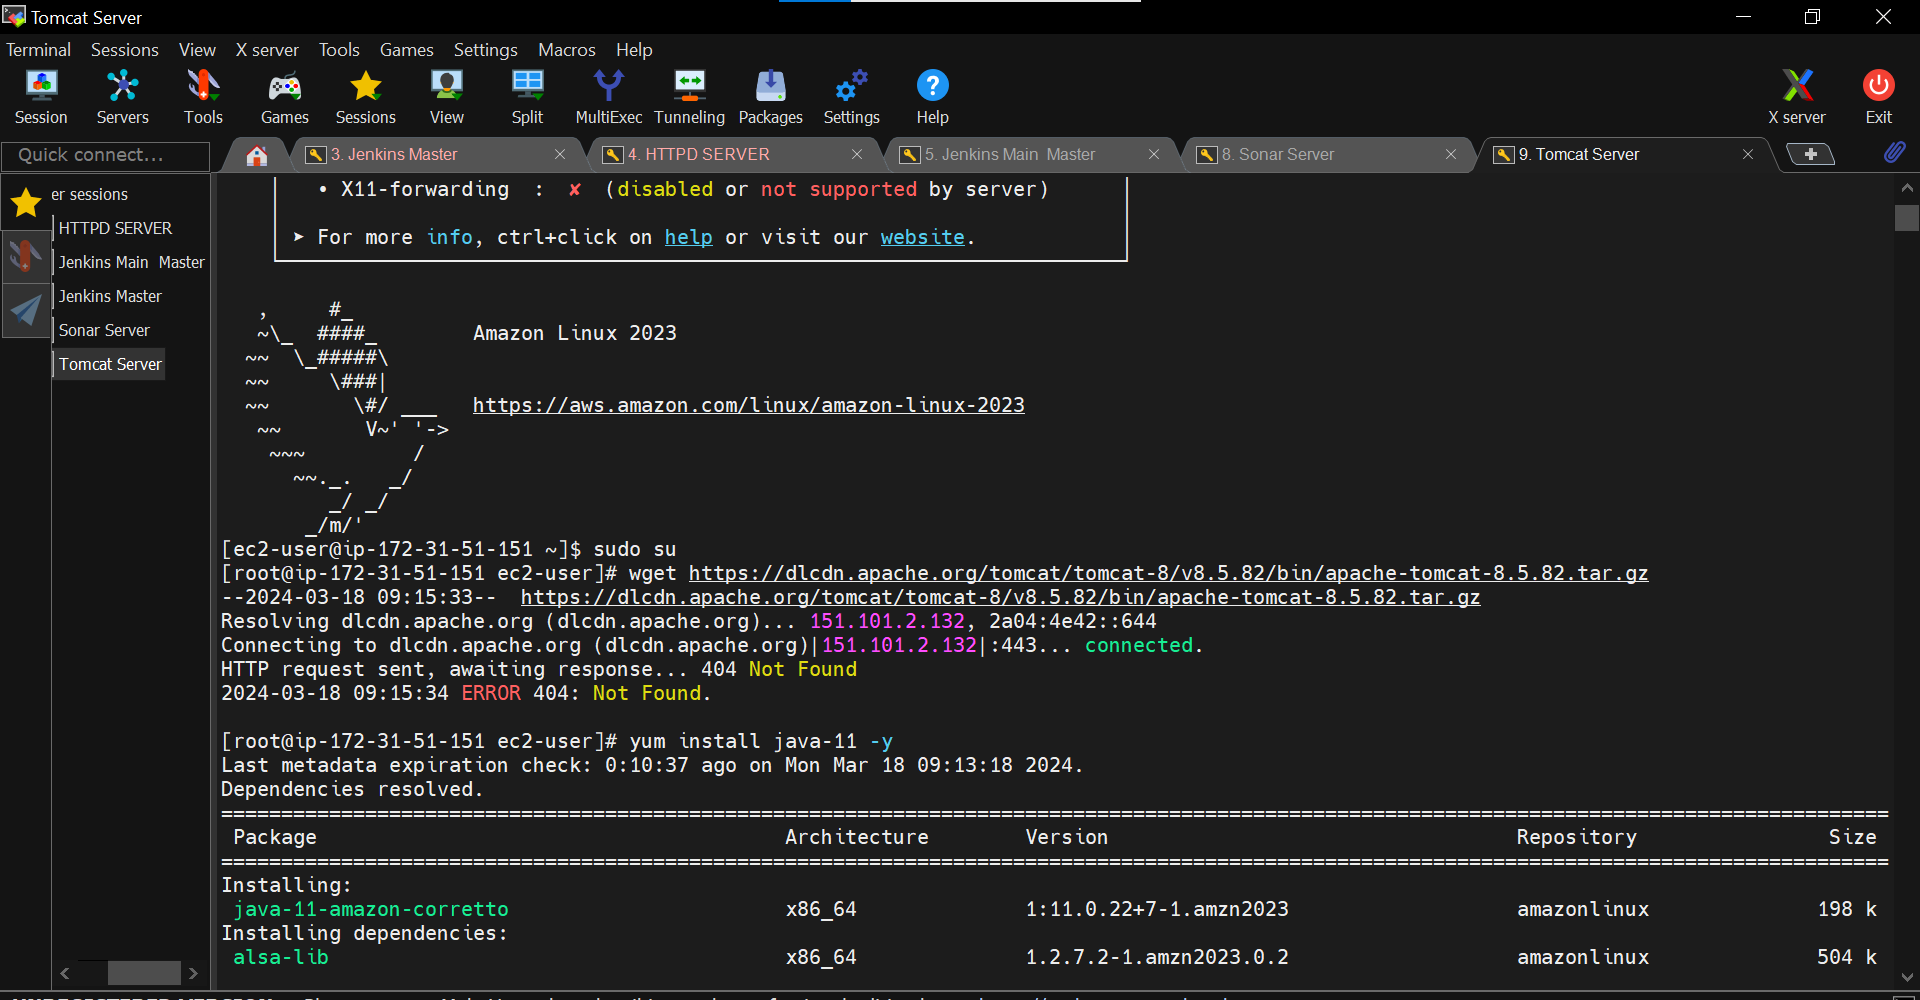 Tomcat Server
Terminal Sessions View X server Tools Games Settings Macros Help
Session Servers Tools Games Sessions View Split MultiExec Tunneling Packages Settings Help X server Exit
Quick connect... 3. Jenkins Master 4. HTTPD SERVER 5. Jenkins Main Master 8. Sonar Server 9. Tomcat Server
er sessions
HTTPD SERVER
Jenkins Main Master
Jenkins Master
Sonar Server
Tomcat Server
• X11-forwarding : ✘ (disabled or not supported by server)
➤ For more info, ctrl+click on help or visit our website.
   ,     #_
   ~\_  ####_        Amazon Linux 2023
  ~~  \_#####\
  ~~     \###|
  ~~       \#/ ___   https://aws.amazon.com/linux/amazon-linux-2023
   ~~       V~' '->
    ~~~         /
      ~~._.   _/
         _/ _/
       _/m/'
[ec2-user@ip-172-31-51-151 ~]$ sudo su
[root@ip-172-31-51-151 ec2-user]# wget https://dlcdn.apache.org/tomcat/tomcat-8/v8.5.82/bin/apache-tomcat-8.5.82.tar.gz
--2024-03-18 09:15:33--  https://dlcdn.apache.org/tomcat/tomcat-8/v8.5.82/bin/apache-tomcat-8.5.82.tar.gz
Resolving dlcdn.apache.org (dlcdn.apache.org)... 151.101.2.132, 2a04:4e42::644
Connecting to dlcdn.apache.org (dlcdn.apache.org)|151.101.2.132|:443... connected.
HTTP request sent, awaiting response... 404 Not Found
2024-03-18 09:15:34 ERROR 404: Not Found.
[root@ip-172-31-51-151 ec2-user]# yum install java-11 -y
Last metadata expiration check: 0:10:37 ago on Mon Mar 18 09:13:18 2024.
Dependencies resolved.
Package Architecture Version Repository Size
Installing:
java-11-amazon-corretto x86_64 1:11.0.22+7-1.amzn2023 amazonlinux 198 k
Installing dependencies:
alsa-lib x86_64 1.2.7.2-1.amzn2023.0.2 amazonlinux 504 k